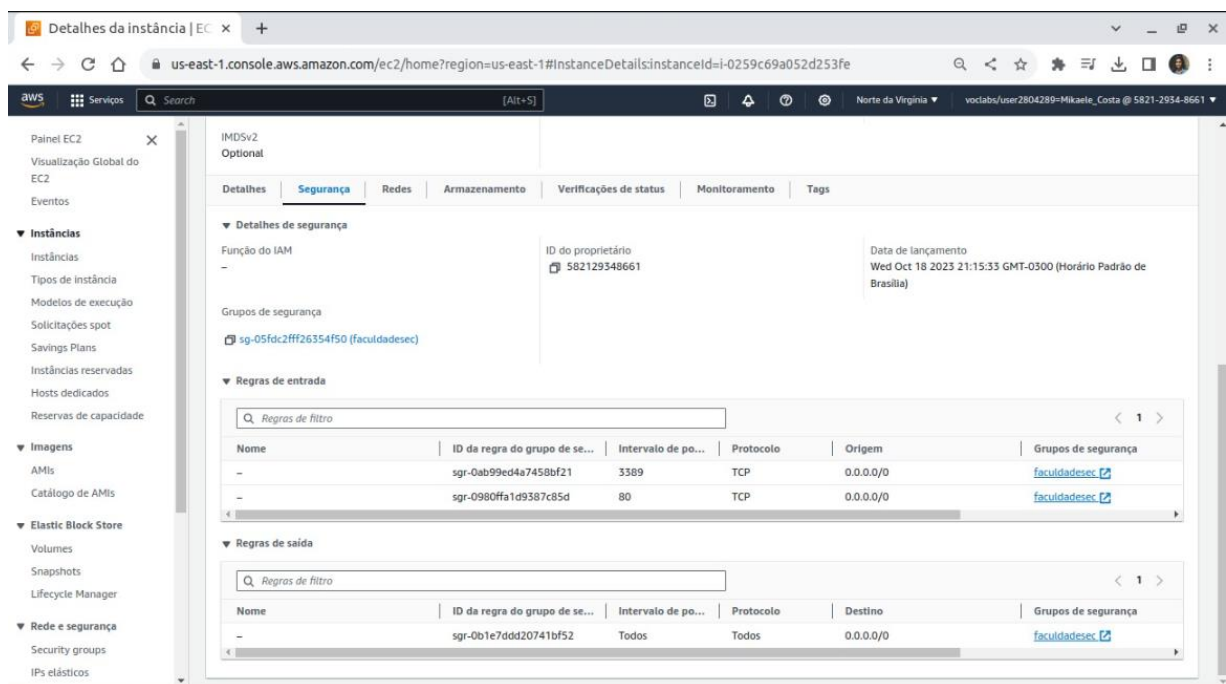 Detalhes da instância | EC
us-east-1.console.aws.amazon.com/ec2/home?region=us-east-1#InstanceDetails:instanceId=i-0259c69a052d253fe
aws Serviços Search [Alt+S] Norte da Virgínia voclabs/user2804289=Mikaele_Costa @ 5821-2934-8661
Painel EC2
Visualização Global do
EC2
Eventos
Instâncias
Instâncias
Tipos de instância
Modelos de execução
Solicitações spot
Savings Plans
Instâncias reservadas
Hosts dedicados
Reservas de capacidade
Imagens
AMIs
Catálogo de AMIs
Elastic Block Store
Volumes
Snapshots
Lifecycle Manager
Rede e segurança
Security groups
IPs elásticos
IMDSv2
Optional
Detalhes Segurança Redes Armazenamento Verificações de status Monitoramento Tags
Detalhes de segurança
Função do IAM ID do proprietário Data de lançamento
– 582129348661 Wed Oct 18 2023 21:15:33 GMT-0300 (Horário Padrão de
Brasília)
Grupos de segurança
sg-05fdc2fff26354f50 (faculdadesec)
Regras de entrada
Regras de filtro 1
Nome ID da regra do grupo de se... Intervalo de po... Protocolo Origem Grupos de segurança
– sgr-0ab99ed4a7458bf21 3389 TCP 0.0.0.0/0 faculdadesec
– sgr-0980ffa1d9387c85d 80 TCP 0.0.0.0/0 faculdadesec
Regras de saída
Regras de filtro 1
Nome ID da regra do grupo de se... Intervalo de po... Protocolo Destino Grupos de segurança
– sgr-0b1e7ddd20741bf52 Todos Todos 0.0.0.0/0 faculdadesec